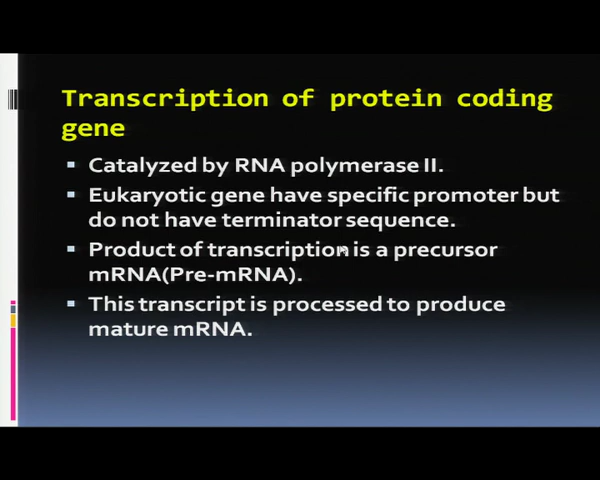 Transcription of protein coding
gene
Catalyzed by RNA polymerase II.
Eukaryotic gene have specific promoter but
do not have terminator sequence.
Product of transcription is a precursor
mRNA(Pre-mRNA).
This transcript is processed to produce
mature mRNA.